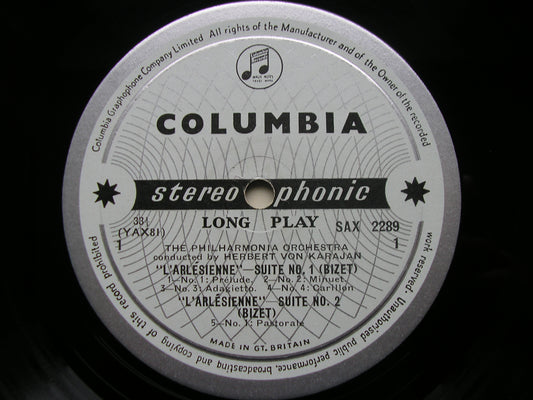 Columbia Graphophone Company Limited All rights of the Manufacturer and of the Owner of the recorded work reserved. Unauthorised public performance, broadcasting and copying of this record prohibited
COLUMBIA
stereophonic
LONG PLAY
33⅓
(YAX81)
1
SAX 2289
1
THE PHILHARMONIA ORCHESTRA
conducted by HERBERT VON KARAJAN
"L'ARLÉSIENNE"—SUITE NO. 1 (BIZET)
1—No. 1: Prélude. 2—No. 2: Minuet.
3—No. 3: Adagietto. 4—No. 4: Carillon
"L'ARLÉSIENNE"—SUITE NO. 2
(BIZET)
5—No. 1: Pastorale
MADE IN GT. BRITAIN